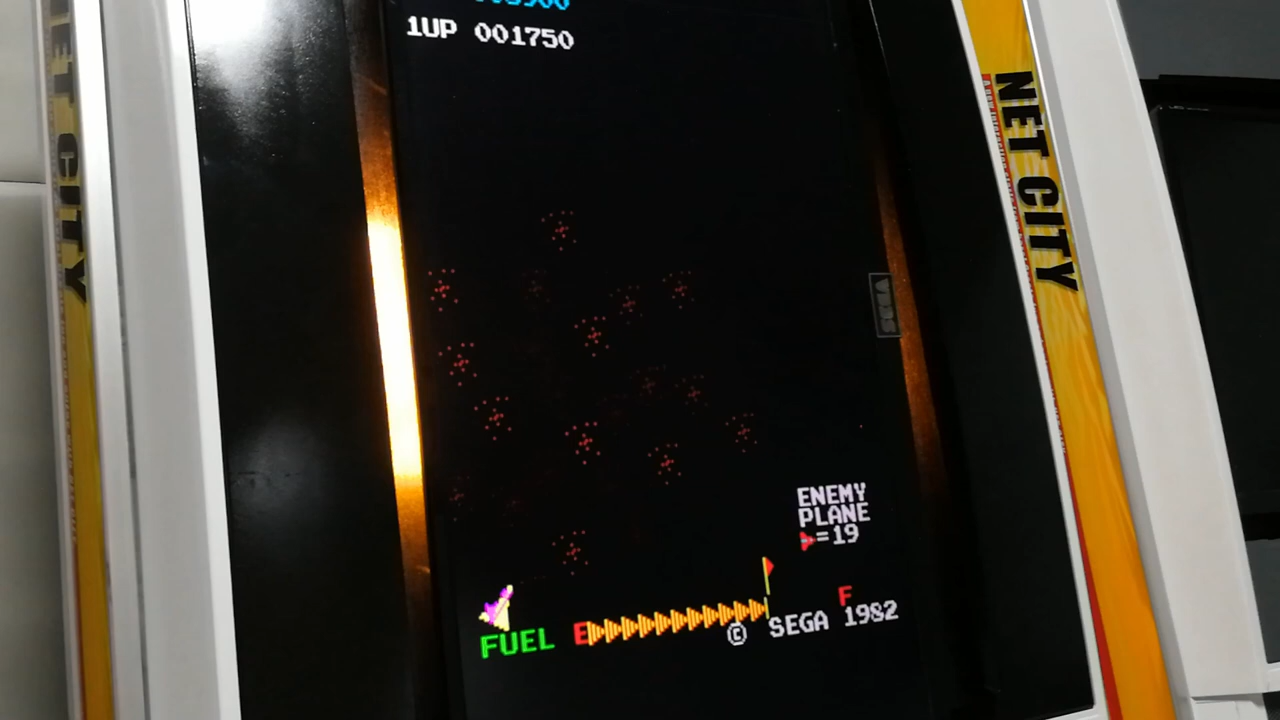 1UP 001750
NET CITY
NET CITY
ENEMY
PLANE
=19
F
FUEL E
© SEGA 1982